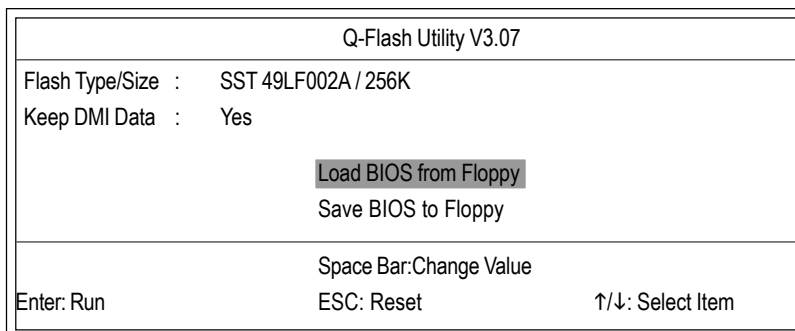 Q-Flash Utility V3.07
Flash Type/Size : SST 49LF002A / 256K
Keep DMI Data : Yes
Load BIOS from Floppy
Save BIOS to Floppy
Space Bar:Change Value
Enter: Run ESC: Reset ↑/↓: Select Item